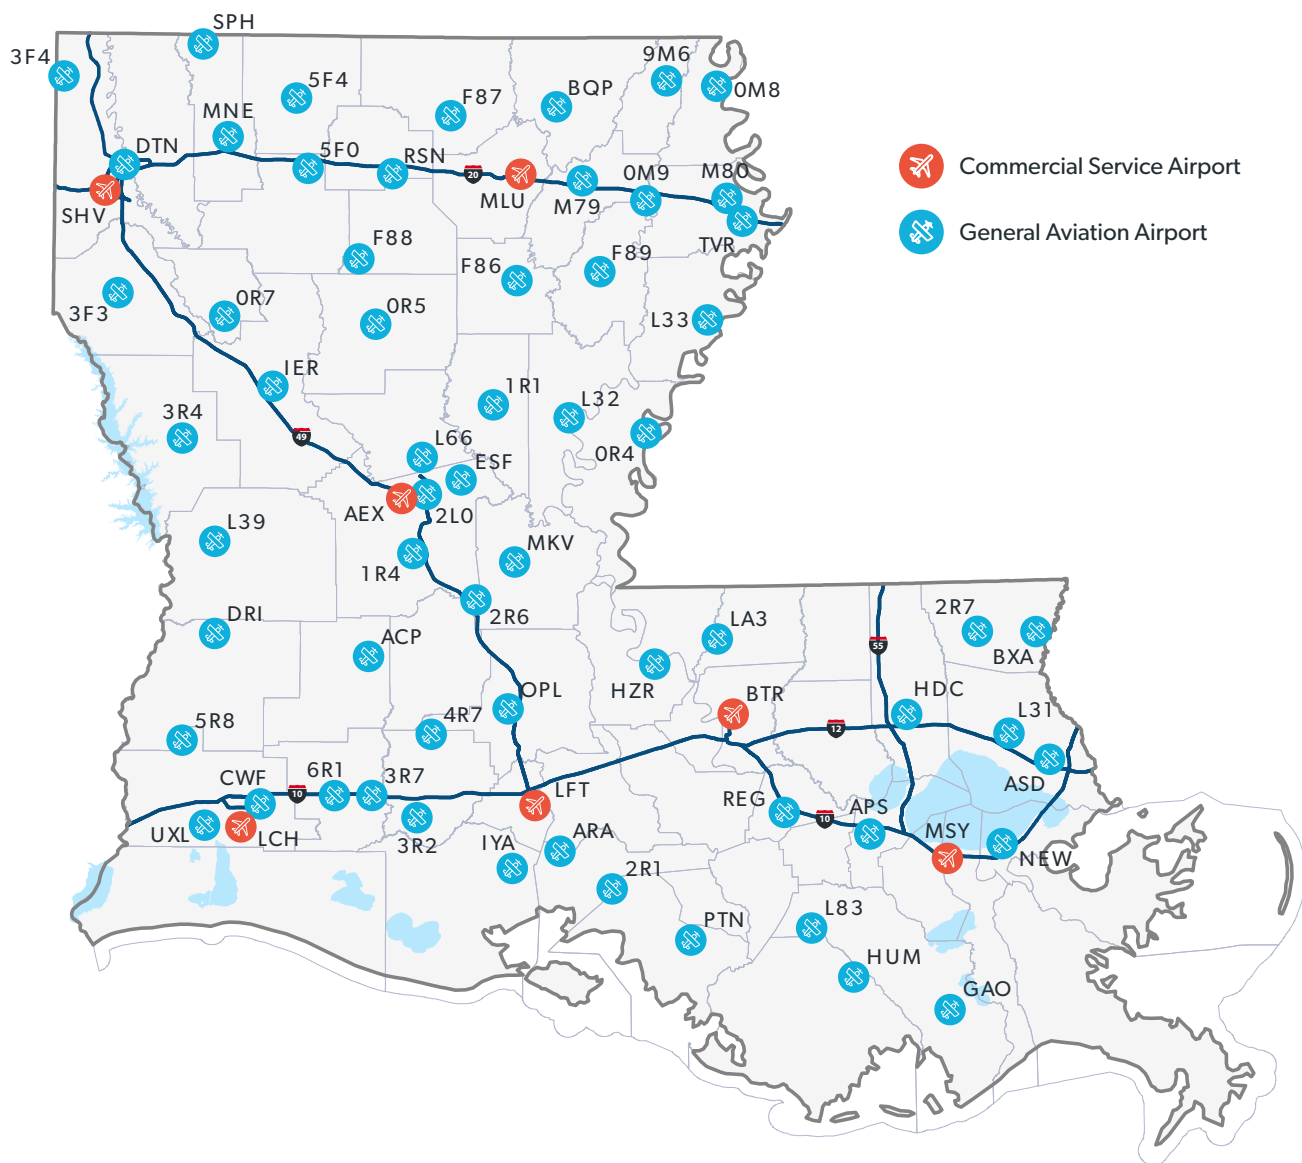 SPH
3F4
9M6
5F4
BQP
0M8
F87
MNE
DTN
5F0
RSN
20
0M9
M80
Commercial Service Airport
SHV
MLU
M79
General Aviation Airport
F88
TVR
F89
F86
0R7
0R5
3F3
L33
IER
1R1
L32
3R4
49
L66
0R4
ESF
AEX
2L0
L39
MKV
1R4
2R6
DRI
LA3
2R7
ACP
55
BXA
HZR
OPL
BTR
HDC
5R8
4R7
12
L31
CWF
6R1
3R7
10
LFT
ASD
REG
10
APS
UXL
LCH
3R2
IYA
ARA
MSY
NEW
2R1
PTN
L83
HUM
GAO